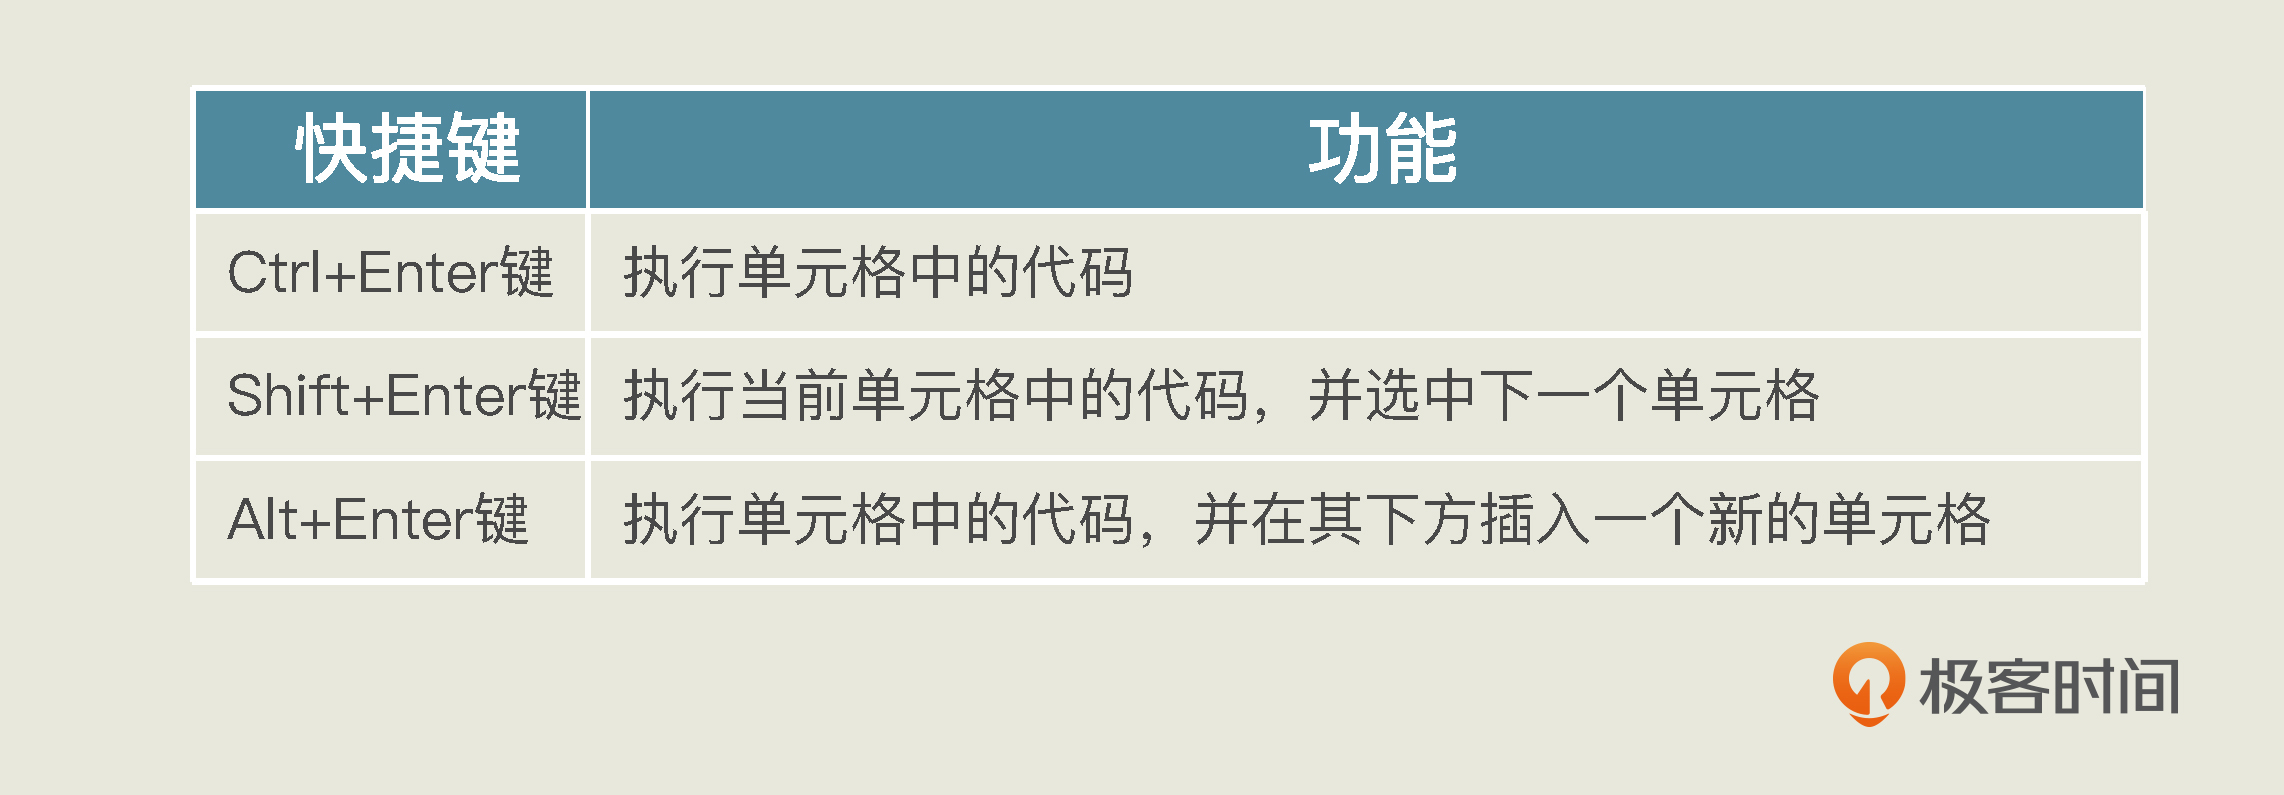 快捷键 功能
Ctrl+Enter键 执行单元格中的代码
Shift+Enter键 执行当前单元格中的代码，并选中下一个单元格
Alt+Enter键 执行单元格中的代码，并在其下方插入一个新的单元格
极客时间